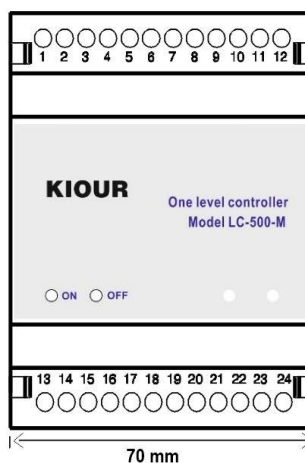 1 2 3 4 5 6 7 8 9 10 11 12
KIOUR
One level controller
Model LC-500-M
ON OFF
13 14 15 16 17 18 19 20 21 22 23 24
70 mm